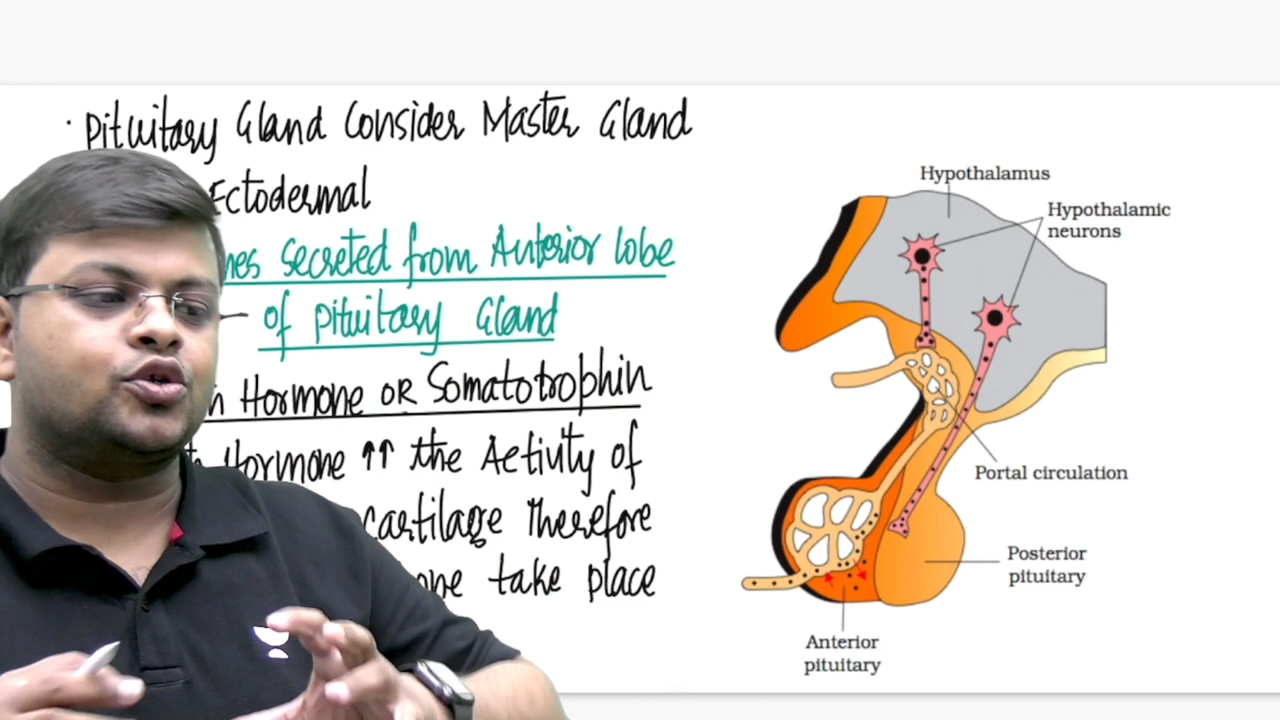 Pituitary Gland Consider Master Gland
Ectodermal
nes secreted from Anterior lobe
of pituitary Gland
Hormone OR Somatotrophin
Hormone ↑↑ the Activity of
cartilage therefore
one take place
Hypothalamus
Hypothalamic
neurons
Portal circulation
Posterior
pituitary
Anterior
pituitary